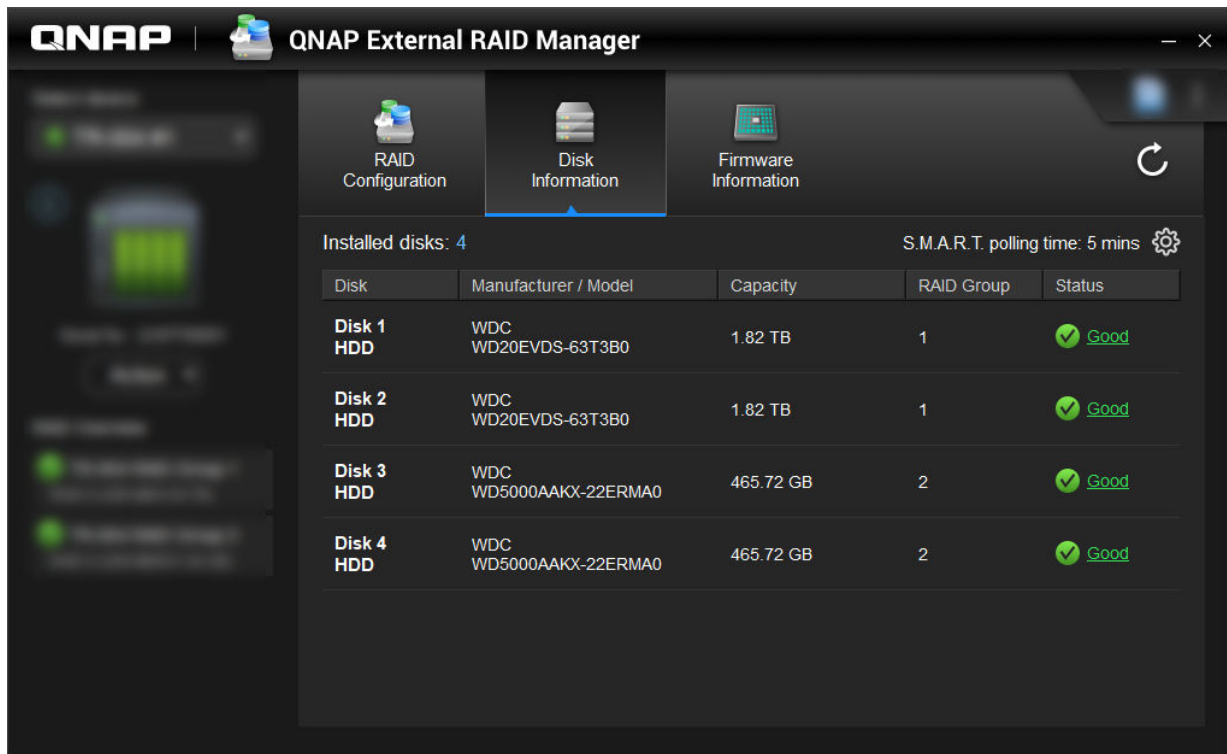 QNAP
QNAP External RAID Manager
RAID
Configuration
Disk
Information
Firmware
Information
Installed disks: 4
S.M.A.R.T. polling time: 5 mins
Disk Manufacturer / Model Capacity RAID Group Status
Disk 1
HDD
WDC
WD20EVDS-63T3B0
1.82 TB
1
Good
Disk 2
HDD
WDC
WD20EVDS-63T3B0
1.82 TB
1
Good
Disk 3
HDD
WDC
WD5000AAKX-22ERMA0
465.72 GB
2
Good
Disk 4
HDD
WDC
WD5000AAKX-22ERMA0
465.72 GB
2
Good